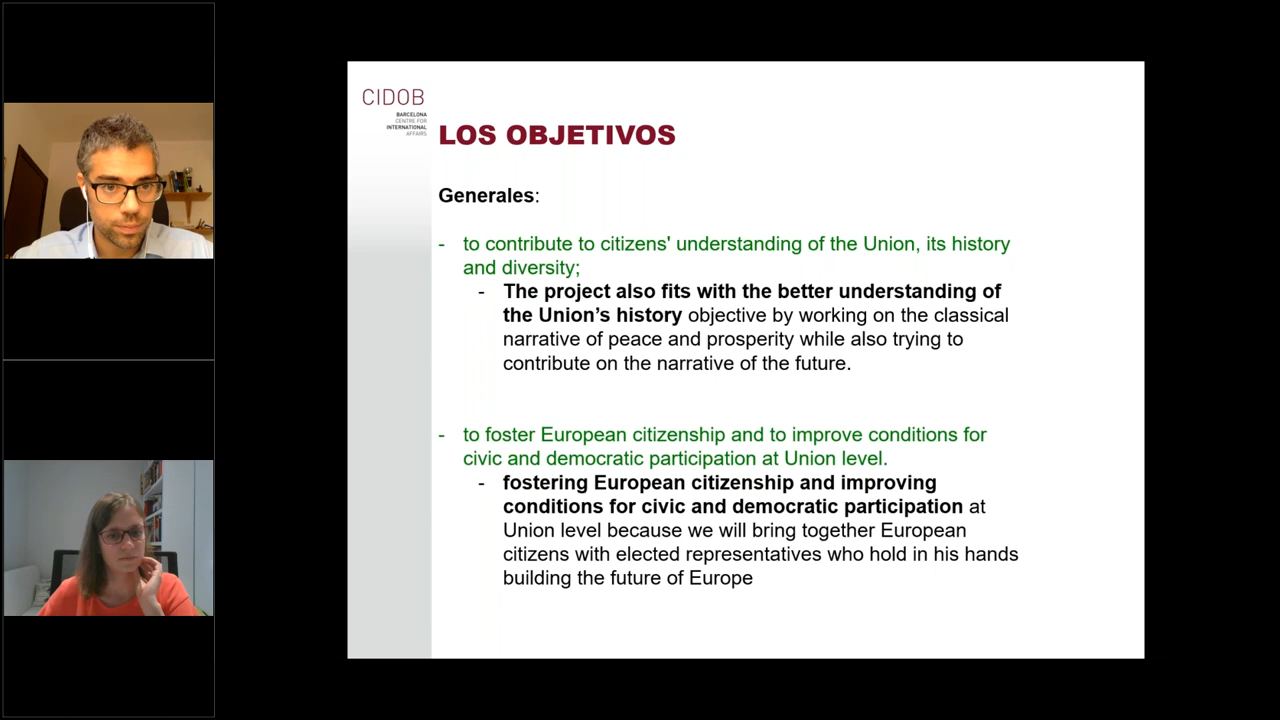 CIDOB
BARCELONA
CENTRE FOR
INTERNATIONAL
AFFAIRS
LOS OBJETIVOS
Generales:
- to contribute to citizens' understanding of the Union, its history
and diversity;
- The project also fits with the better understanding of
the Union’s history objective by working on the classical
narrative of peace and prosperity while also trying to
contribute on the narrative of the future.
- to foster European citizenship and to improve conditions for
civic and democratic participation at Union level.
- fostering European citizenship and improving
conditions for civic and democratic participation at
Union level because we will bring together European
citizens with elected representatives who hold in his hands
building the future of Europe